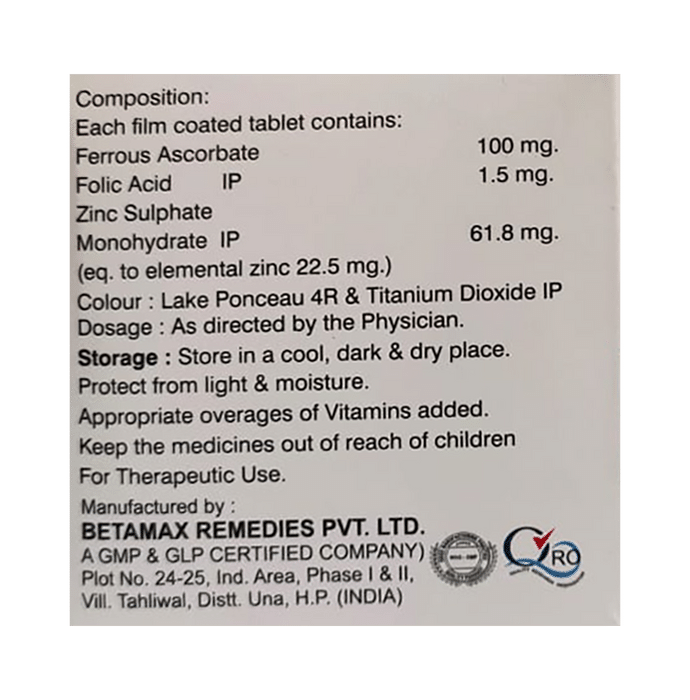 Composition:
Each film coated tablet contains:
Ferrous Ascorbate 100 mg.
Folic Acid IP 1.5 mg.
Zinc Sulphate
Monohydrate IP 61.8 mg.
(eq. to elemental zinc 22.5 mg.)
Colour : Lake Ponceau 4R & Titanium Dioxide IP
Dosage : As directed by the Physician.
Storage : Store in a cool, dark & dry place.
Protect from light & moisture.
Appropriate overages of Vitamins added.
Keep the medicines out of reach of children
For Therapeutic Use.
Manufactured by :
BETAMAX REMEDIES PVT. LTD.
A GMP & GLP CERTIFIED COMPANY)
Plot No. 24-25, Ind. Area, Phase I & II,
Vill. Tahliwal, Distt. Una, H.P. (INDIA)
QRO